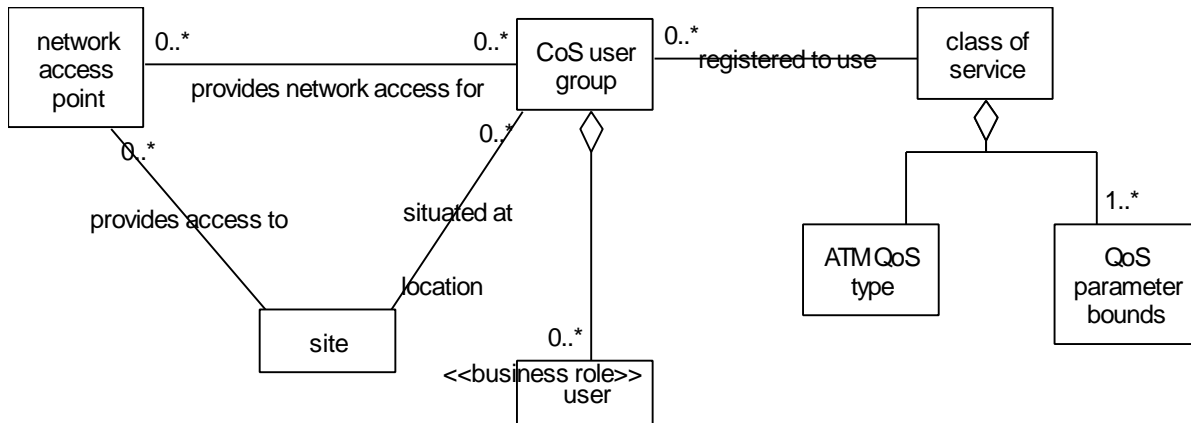 network
access
point
0..*
0..*
provides network access for
CoS user
group
0..*
registered to use
class of
service
0..*
0..*
provides access to
situated at
location
site
1..*
ATM QoS
type
QoS
parameter
bounds
0..*
<<business role>>
user